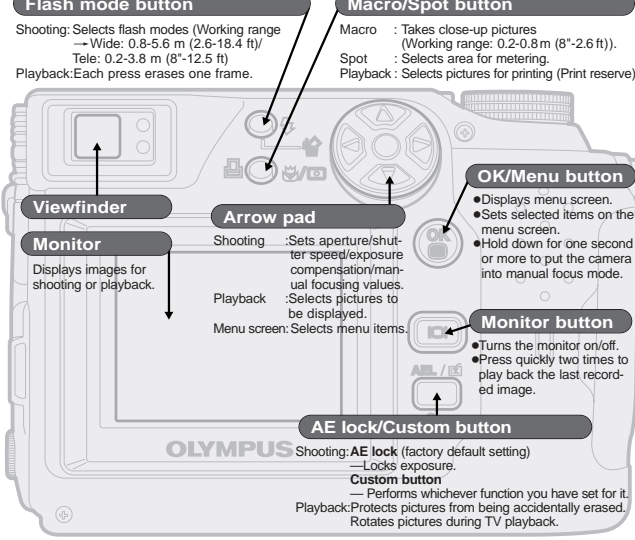 Flash mode button
Shooting: Selects flash modes (Working range
→Wide: 0.8-5.6 m (2.6-18.4 ft)/
Tele: 0.2-3.8 m (8"-12.5 ft)
Playback:Each press erases one frame.
Macro/Spot button
Macro : Takes close-up pictures
(Working range: 0.2-0.8 m (8"-2.6 ft)).
Spot : Selects area for metering.
Playback : Selects pictures for printing (Print reserve)
Viewfinder
Monitor
Displays images for
shooting or playback.
Arrow pad
Shooting :Sets aperture/shut-
ter speed/exposure
compensation/man-
ual focusing values.
Playback :Selects pictures to
be displayed.
Menu screen: Selects menu items.
OK/Menu button
●Displays menu screen.
●Sets selected items on the
menu screen.
●Hold down for one second
or more to put the camera
into manual focus mode.
OK
Monitor button
●Turns the monitor on/off.
●Press quickly two times to
play back the last record-
ed image.
AEL /
AE lock/Custom button
OLYMPUS
Shooting: AE lock (factory default setting)
—Locks exposure.
Custom button
— Performs whichever function you have set for it.
Playback:Protects pictures from being accidentally erased.
Rotates pictures during TV playback.